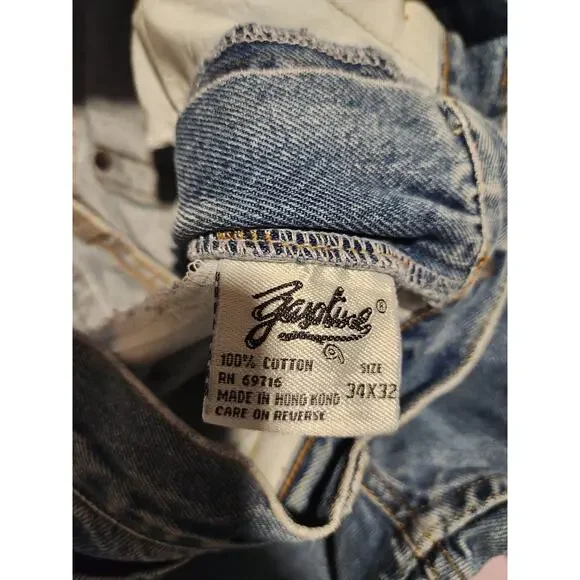 Gasoline ®
100% COTTON
SIZE
RN 69716
34X32
MADE IN HONG KONG
CARE ON REVERSE